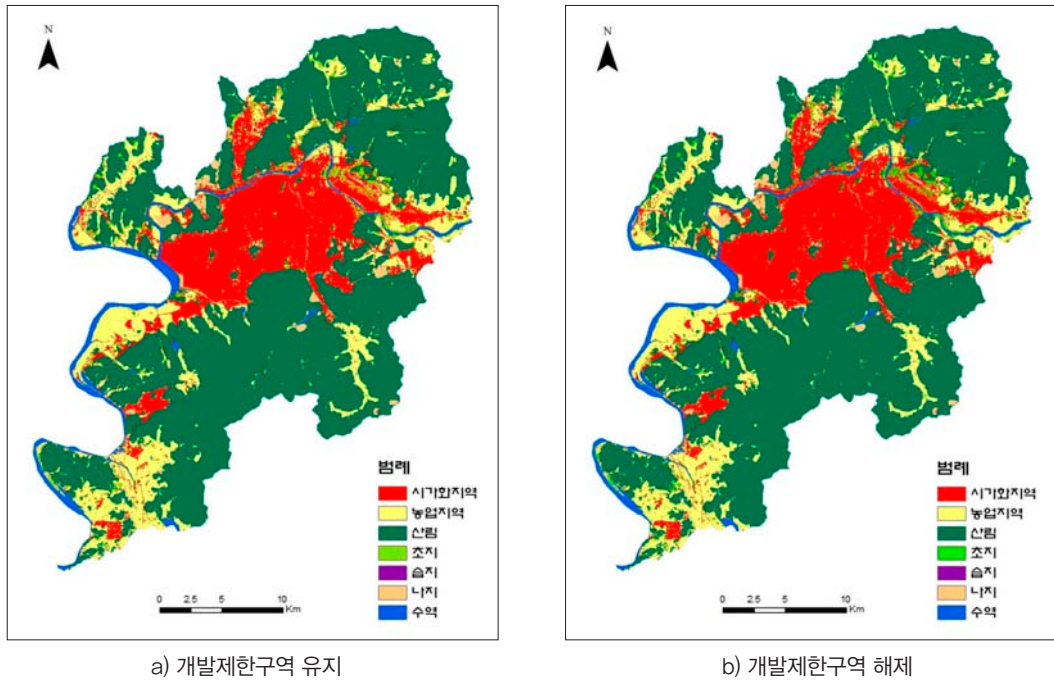 N
범례
시가화지역
농업지역
산림
초지
습지
나지
수역
0 2.5 5 10
Km
a) 개발제한구역 유지
N
범례
시가화지역
농업지역
산림
초지
습지
나지
수역
0 2.5 5 10
Km
b) 개발제한구역 해제